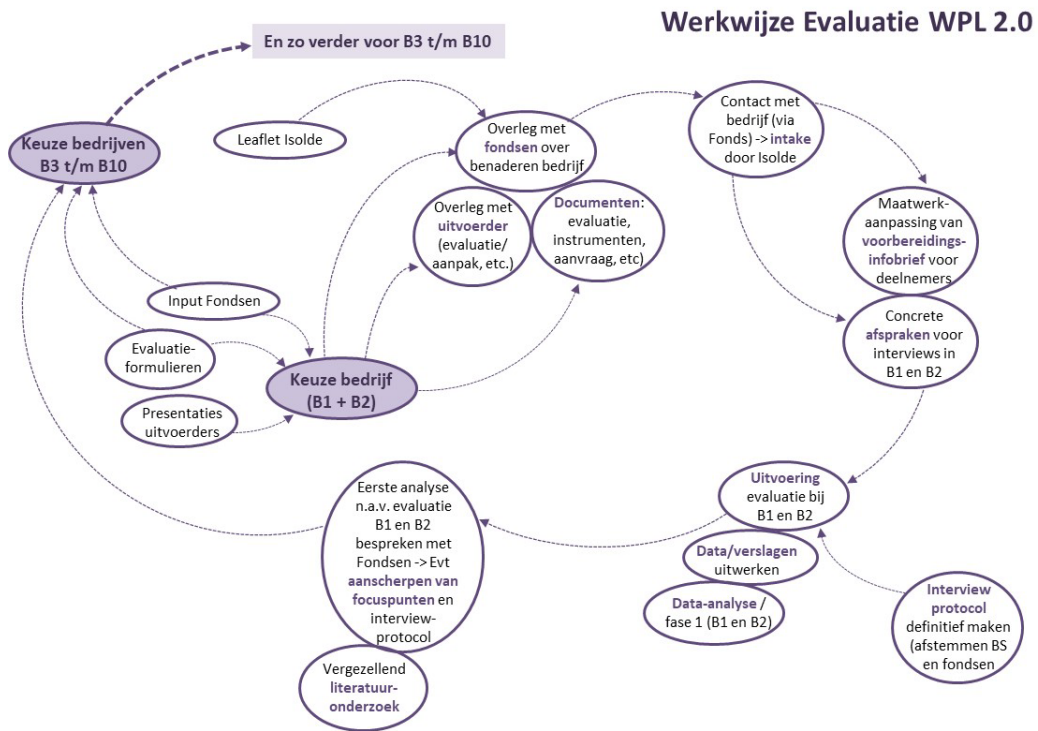 Werkwijze Evaluatie WPL 2.0
En zo verder voor B3 t/m B10
Keuze bedrijven
B3 t/m B10
Leaflet Isolde
Overleg met
fondsen over
benaderen bedrijf
Contact met
bedrijf (via
Fonds) -> intake
door Isolde
Overleg met
uitvoerder
(evaluatie/
aanpak, etc.)
Documenten:
evaluatie,
instrumenten,
aanvraag, etc)
Maatwerk-
aanpassing van
voorbereidings-
infobrief voor
deelnemers
Input Fondsen
Evaluatie-
formulieren
Presentaties
uitvoerders
Keuze bedrijf
(B1 + B2)
Concrete
afspraken voor
interviews in
B1 en B2
Uitvoering
evaluatie bij
B1 en B2
Data/verslagen
uitwerken
Data-analyse /
fase 1 (B1 en B2)
Interview
protocol
definitief maken
(afstemmen BS
en fondsen
Eerste analyse
n.a.v. evaluatie
B1 en B2
bespreken met
Fondsen -> Evt
aanscherpen van
focuspunten en
interview-
protocol
Vergezellend
literatuur-
onderzoek